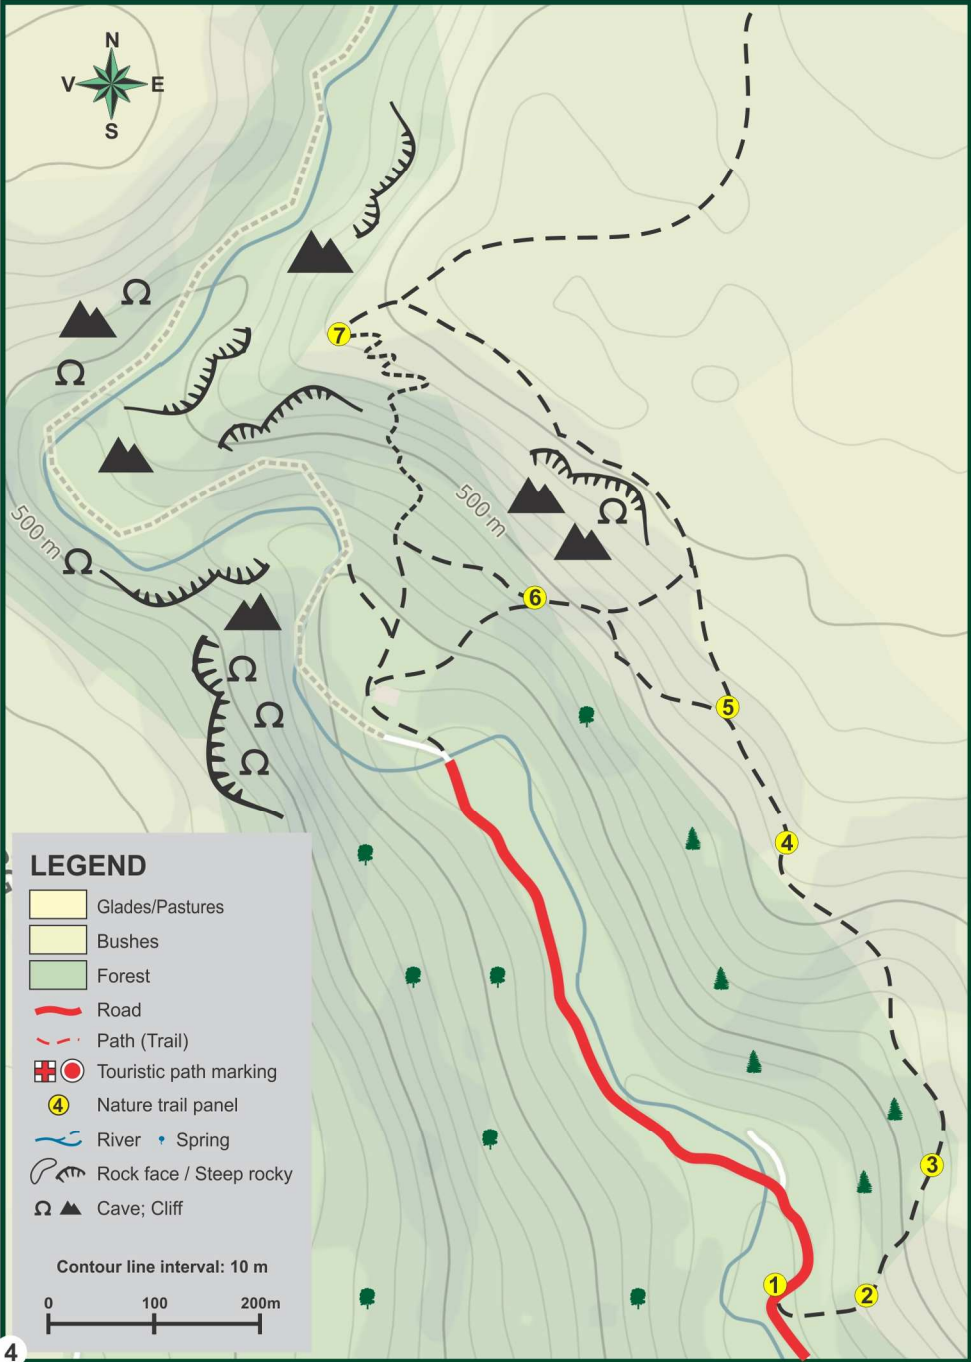 N
V E
S
7
500 m
500 m
6
5
4
3
1
2
LEGEND
Glades/Pastures
Bushes
Forest
Road
Path (Trail)
Touristic path marking
4 Nature trail panel
River Spring
Rock face / Steep rocky
Ω Cave; Cliff
Contour line interval: 10 m
0 100 200m
4